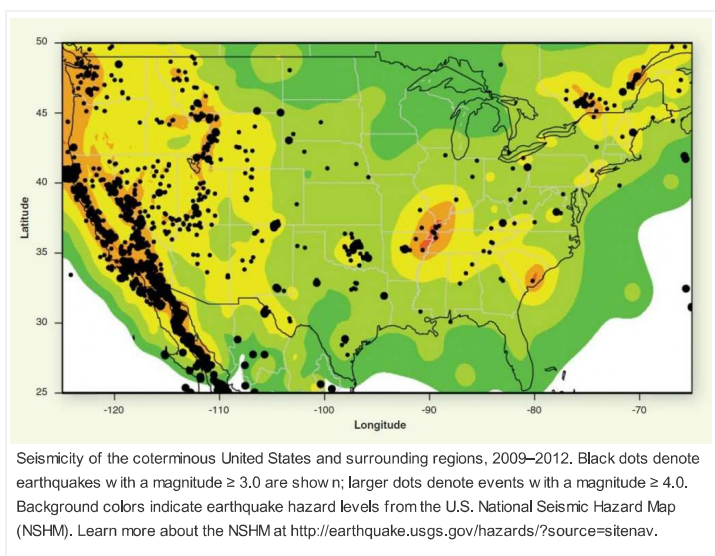 50
45
40
35
30
25
Latitude
-120 -110 -100 -90 -80 -70
Longitude
Seismicity of the coterminous United States and surrounding regions, 2009–2012. Black dots denote
earthquakes with a magnitude ≥ 3.0 are shown; larger dots denote events with a magnitude ≥ 4.0.
Background colors indicate earthquake hazard levels from the U.S. National Seismic Hazard Map
(NSHM). Learn more about the NSHM at http://earthquake.usgs.gov/hazards/?source=sitenav.